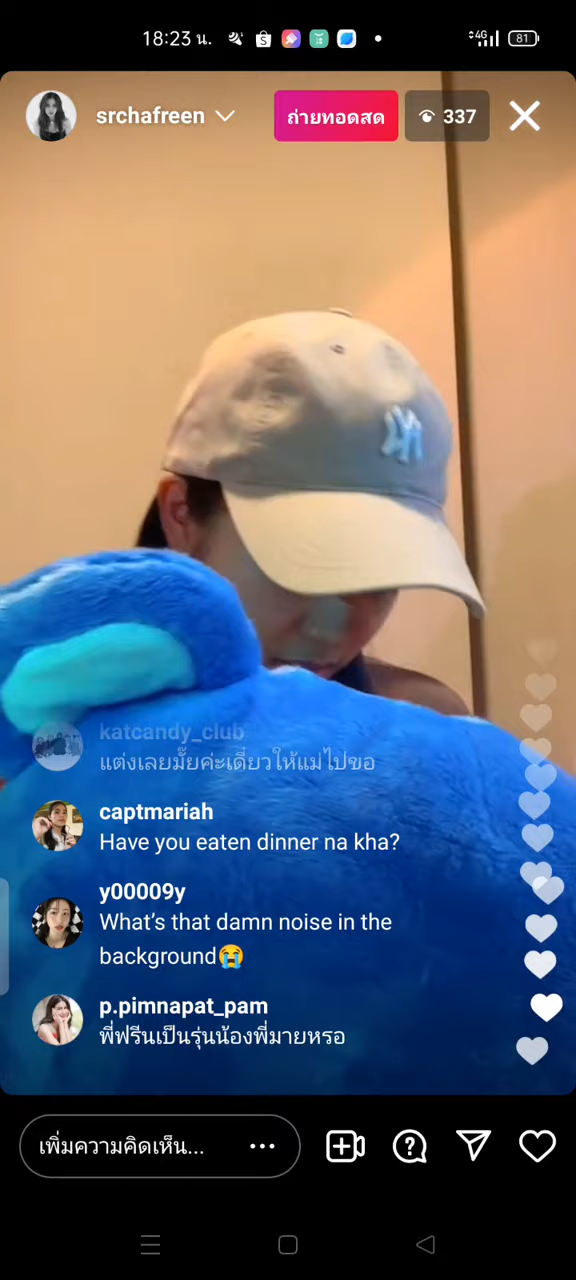 18:23 น.
4G
81
srchafreen
ถ่ายทอดสด
337
NY
katcandy_club
แต่งเลยมั๊ยค่ะเดี๋ยวให้แม่ไปขอ
captmariah
Have you eaten dinner na kha?
y00009y
What’s that damn noise in the
background😭
p.pimnapat_pam
พี่ฟรีนเป็นรุ่นน้องพี่มายหรอ
เพิ่มความคิดเห็น...